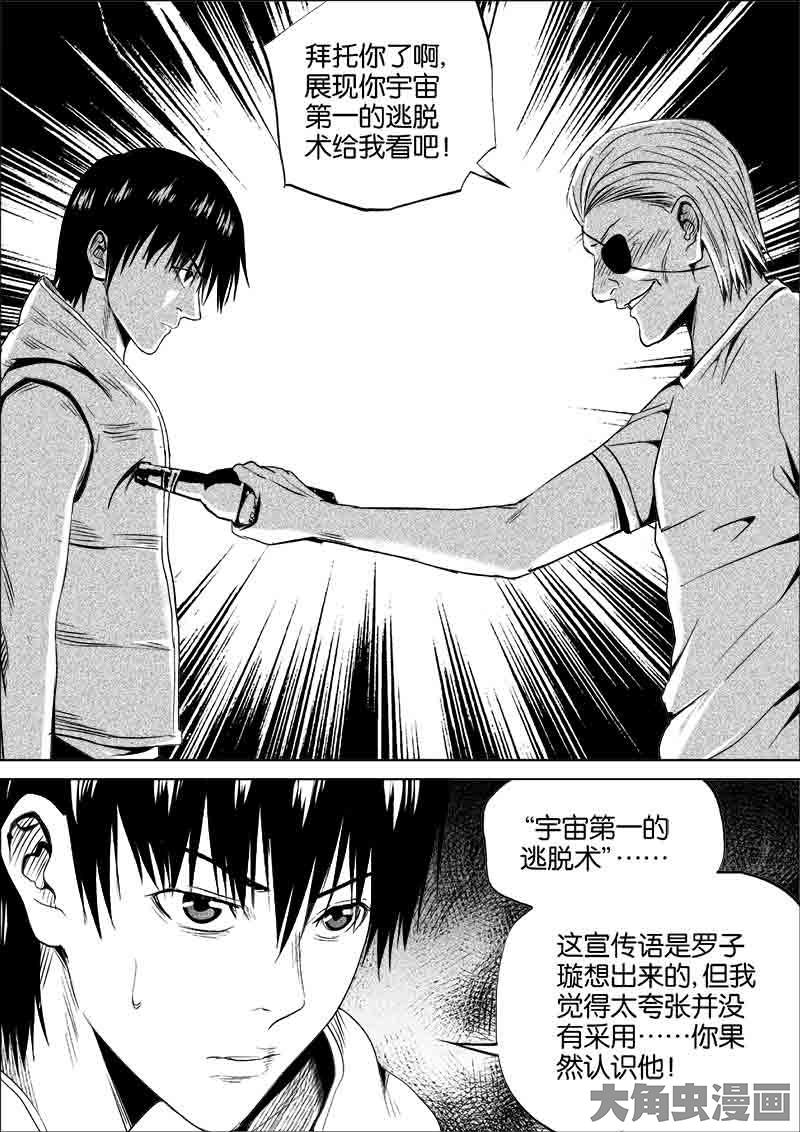 拜托你了啊,
展现你宇宙
第一的逃脱
术给我看吧!
“宇宙第一的
逃脱术”……
这宣传语是罗子
璇想出来的,但我
觉得太夸张并没
有采用……你果
然认识他!
大角虫漫画